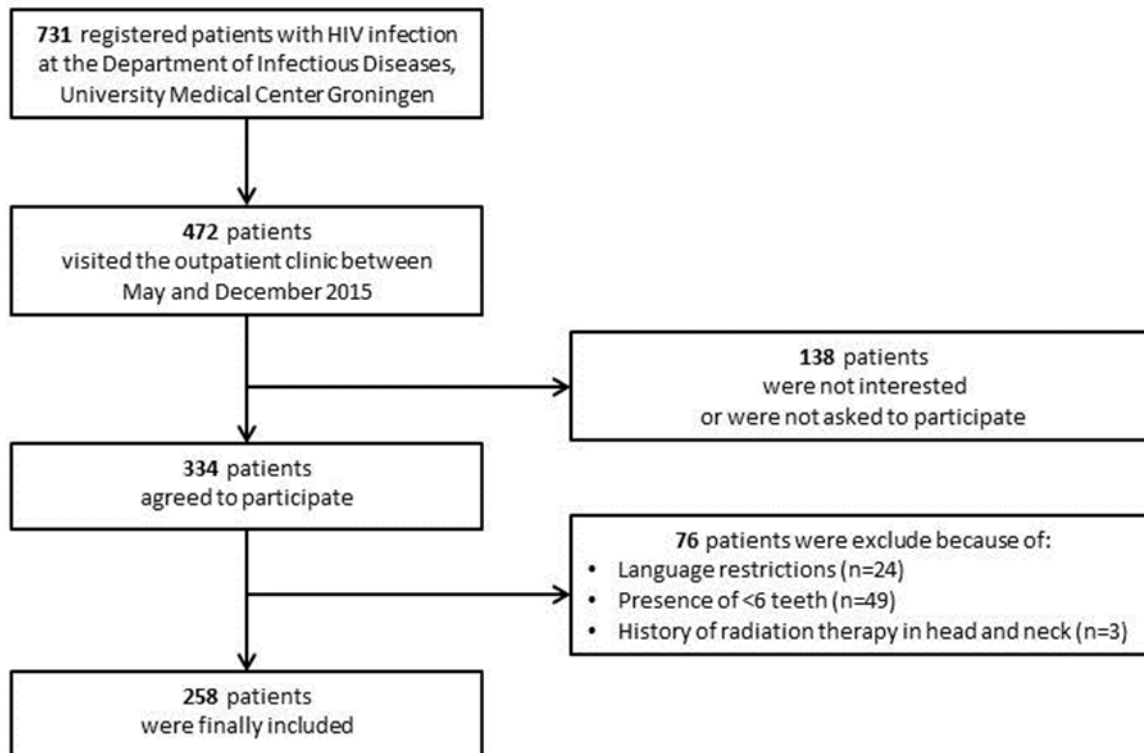 731 registered patients with HIV infection
at the Department of Infectious Diseases,
University Medical Center Groningen
472 patients
visited the outpatient clinic between
May and December 2015
138 patients
were not interested
or were not asked to participate
334 patients
agreed to participate
76 patients were exclude because of:
• Language restrictions (n=24)
• Presence of <6 teeth (n=49)
• History of radiation therapy in head and neck (n=3)
258 patients
were finally included